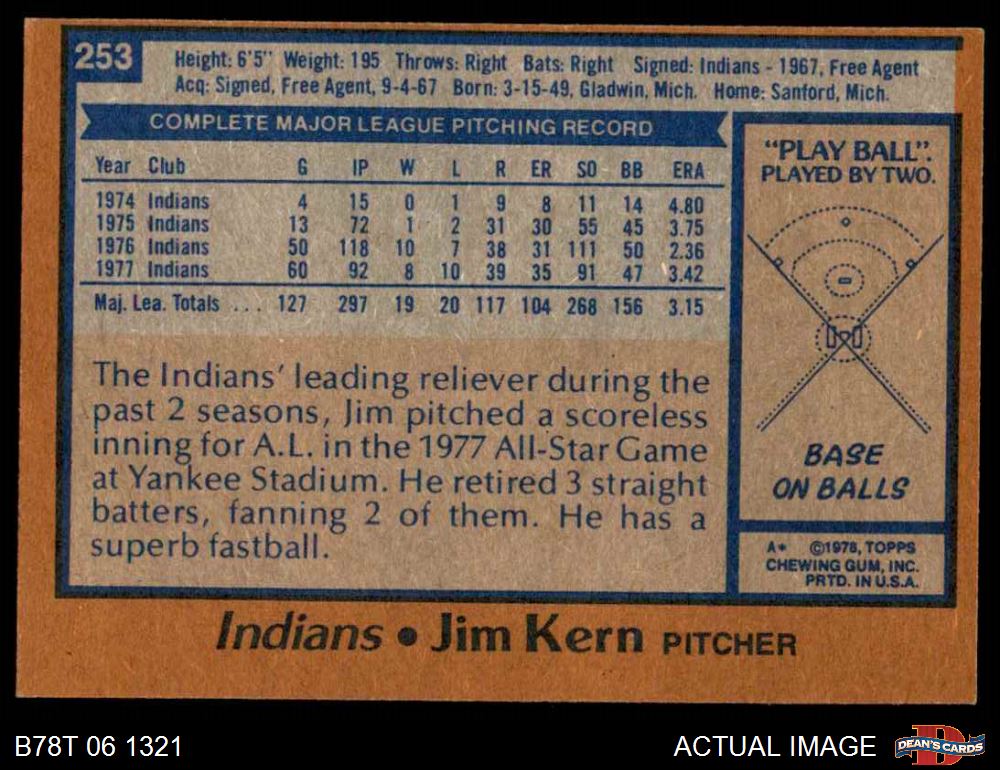 253
Height: 6'5" Weight: 195 Throws: Right Bats: Right Signed: Indians - 1967, Free Agent
Acq: Signed, Free Agent, 9-4-67 Born: 3-15-49, Gladwin, Mich. Home: Sanford, Mich.
COMPLETE MAJOR LEAGUE PITCHING RECORD
Year Club G IP W L R ER SO BB ERA
1974 Indians 4 15 0 1 9 8 11 14 4.80
1975 Indians 13 72 1 2 31 30 55 45 3.75
1976 Indians 50 118 10 7 38 31 111 50 2.36
1977 Indians 60 92 8 10 39 35 91 47 3.42
Maj. Lea. Totals ... 127 297 19 20 117 104 268 156 3.15
The Indians' leading reliever during the
past 2 seasons, Jim pitched a scoreless
inning for A.L. in the 1977 All-Star Game
at Yankee Stadium. He retired 3 straight
batters, fanning 2 of them. He has a
superb fastball.
"PLAY BALL".
PLAYED BY TWO.
BASE
ON BALLS
A* ©1978, TOPPS
CHEWING GUM, INC.
PRTD. IN U.S.A.
Indians • Jim Kern PITCHER
B78T 06 1321
ACTUAL IMAGE
D
DEAN'S CARDS